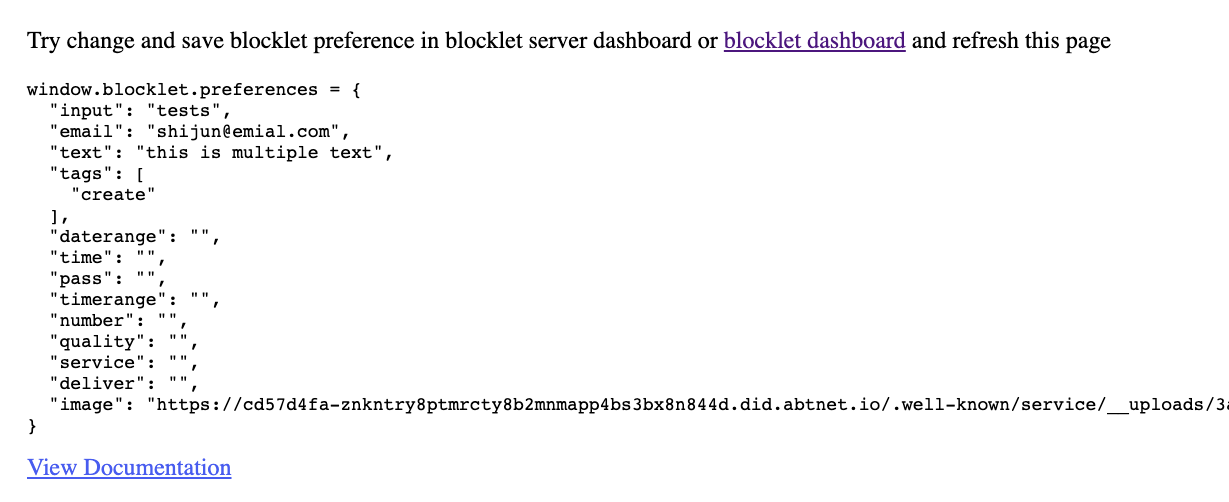 Try change and save blocklet preference in blocklet server dashboard or blocklet dashboard and refresh this page
window.blocklet.preferences = {
  "input": "tests",
  "email": "shijun@emial.com",
  "text": "this is multiple text",
  "tags": [
    "create"
  ],
  "daterange": "",
  "time": "",
  "pass": "",
  "timerange": "",
  "number": "",
  "quality": "",
  "service": "",
  "deliver": "",
  "image": "https://cd57d4fa-znkntry8ptmrcty8b2mnmapp4bs3bx8n844d.did.abtnet.io/.well-known/service/__uploads/3
}
View Documentation